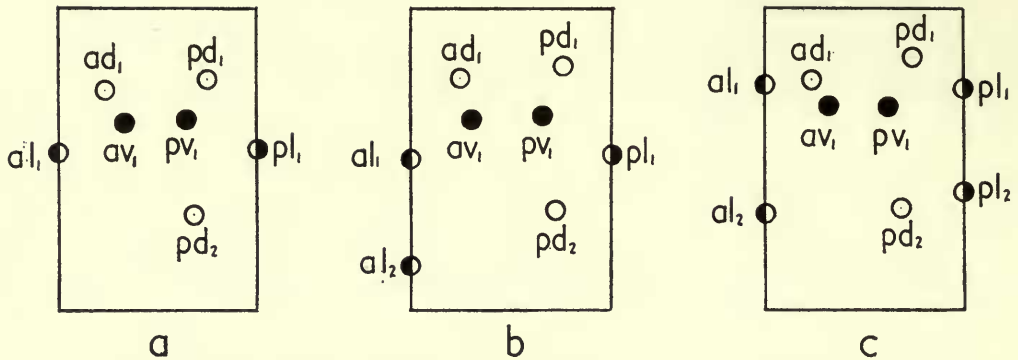 ad₁ pd₁
al₁ av₁ pv₁ pl₁
pd₂
a
ad₁ pd₁
al₁ av₁ pv₁ pl₁
al₂ pd₂
b
ad₁ pd₁
al₁ av₁ pv₁ pl₁
al₂ pd₂ pl₂
c